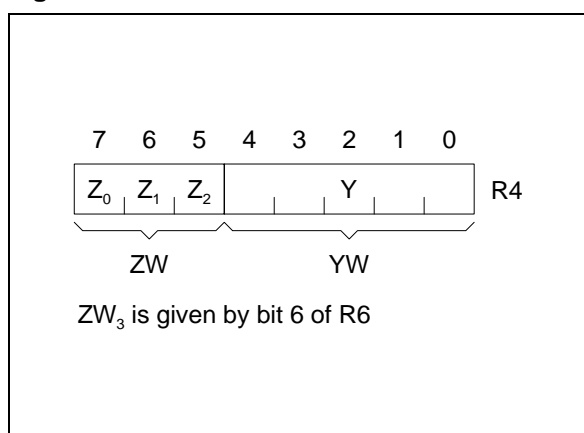 7 6 5 4 3 2 1 0
Z₀ Z₁ Z₂ Y R4
ZW YW
ZW₃ is given by bit 6 of R6